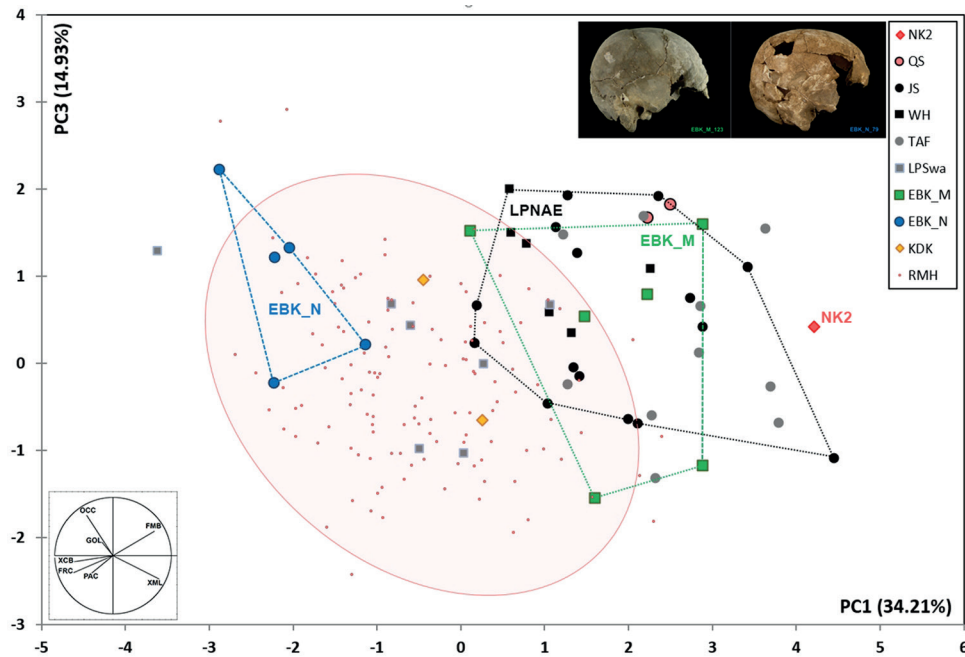 4
3
2
1
0
-1
-2
-3
PC3 (14.93%)
-5
-4
-3
-2
-1
0
1
2
3
4
5
6
PC1 (34.21%)
EBK_N
LPNAE
EBK_M
NK2
EBK_M_123
EBK_N_79
NK2
QS
JS
WH
TAF
LPSwa
EBK_M
EBK_N
KDK
RMH
OCC
FMB
GOL
XCB
FRC
PAC
XML